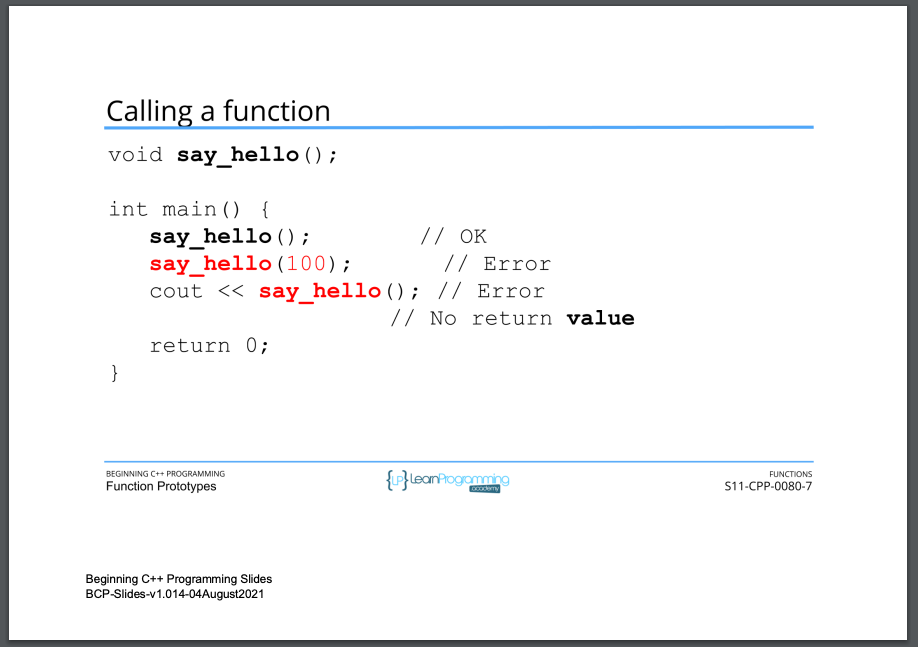 Calling a function
void say_hello();
int main() {
say_hello(); // OK
say_hello(100); // Error
cout << say_hello(); // Error
// No return value
return 0;
}
BEGINNING C++ PROGRAMMING
Function Prototypes
{LP} LearnProgramming
academy
FUNCTIONS
S11-CPP-0080-7
Beginning C++ Programming Slides
BCP-Slides-v1.014-04August2021